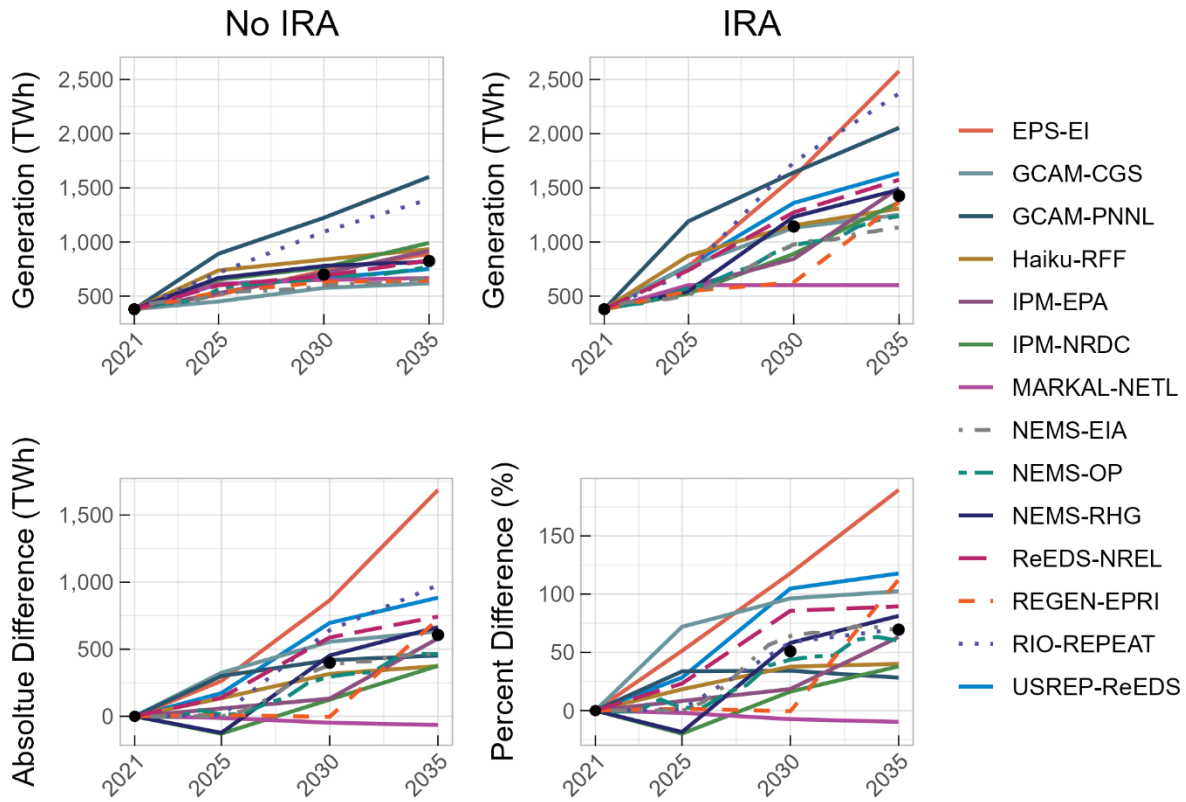 No IRA
IRA
Generation (TWh)
2,500
2,000
1,500
1,000
500
2021
2025
2030
2035
Generation (TWh)
2,500
2,000
1,500
1,000
500
2021
2025
2030
2035
EPS-EI
GCAM-CGS
GCAM-PNNL
Haiku-RFF
IPM-EPA
IPM-NRDC
MARKAL-NETL
NEMS-EIA
NEMS-OP
NEMS-RHG
ReEDS-NREL
REGEN-EPRI
RIO-REPEAT
USREP-ReEDS
Absoltue Difference (TWh)
1,500
1,000
500
0
2021
2025
2030
2035
Percent Difference (%)
150
100
50
0
2021
2025
2030
2035